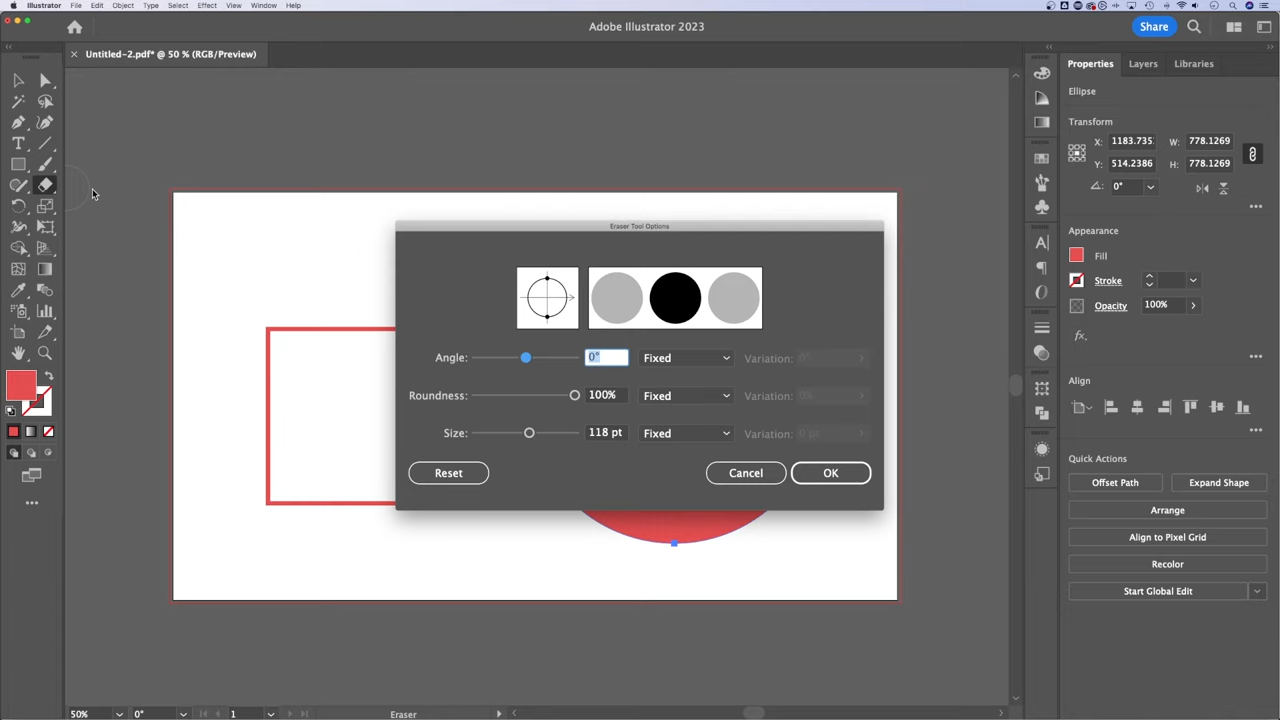 Illustrator File Edit Object Type Select Effect View Window Help
Adobe Illustrator 2023
Share
Untitled-2.pdf* @ 50 % (RGB/Preview)
Properties Layers Libraries
Ellipse
Transform
X: 1183.735 W: 778.1269
Y: 514.2386 H: 778.1269
0°
Appearance
Fill
Stroke
Opacity 100%
Align
Quick Actions
Offset Path Expand Shape
Arrange
Align to Pixel Grid
Recolor
Start Global Edit
Eraser Tool Options
Angle: 0° Fixed Variation: 0°
Roundness: 100% Fixed Variation: 0%
Size: 118 pt Fixed Variation: 0 pt
Reset Cancel OK
50% 0° 1 Eraser